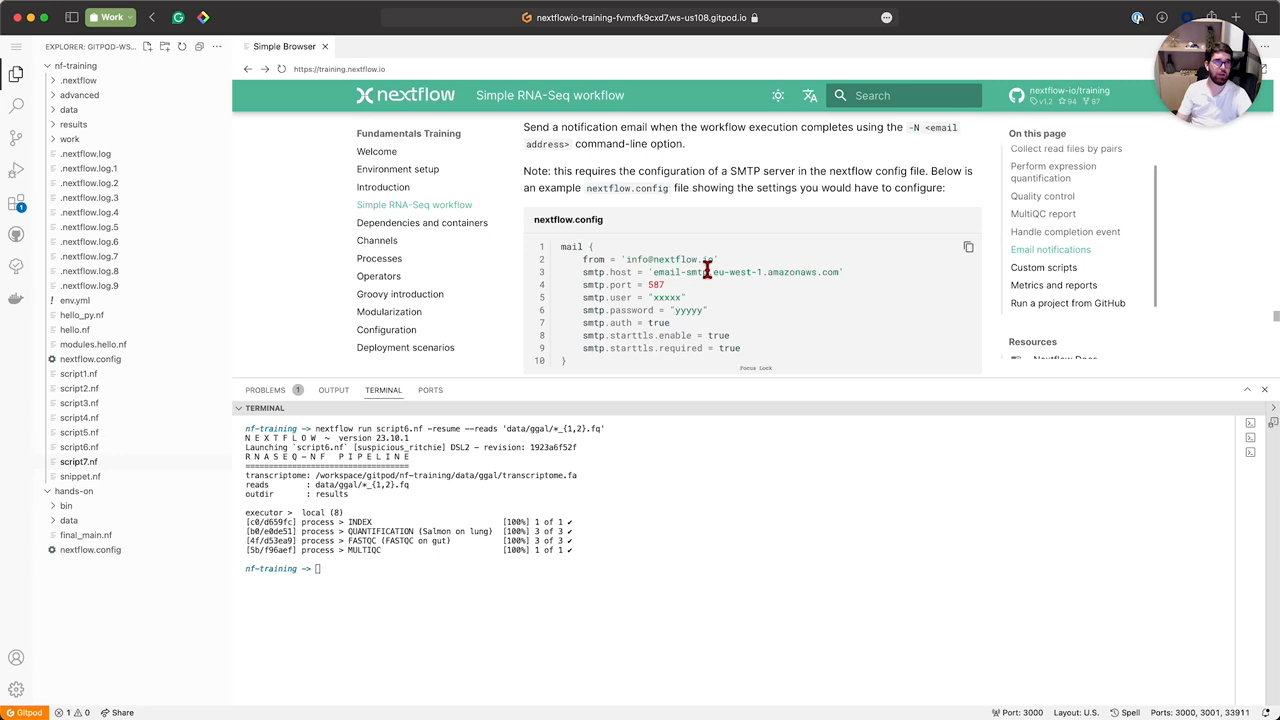 Work
nextflowio-training-fvmxfk9cxd7.ws-us108.gitpod.io
EXPLORER: GITPOD-WS...
Simple Browser
nf-training
.nextflow
advanced
data
results
work
.nextflow.log
.nextflow.log.1
.nextflow.log.2
.nextflow.log.3
.nextflow.log.4
.nextflow.log.5
.nextflow.log.6
.nextflow.log.7
.nextflow.log.8
.nextflow.log.9
env.yml
hello_py.nf
hello.nf
modules.hello.nf
nextflow.config
script1.nf
script2.nf
script3.nf
script4.nf
script5.nf
script6.nf
script7.nf
snippet.nf
hands-on
bin
data
final_main.nf
nextflow.config
https://training.nextflow.io
nextflow
Simple RNA-Seq workflow
Search
nextflow-io/training
v1.2 94 87
Fundamentals Training
Welcome
Environment setup
Introduction
Simple RNA-Seq workflow
Dependencies and containers
Channels
Processes
Operators
Groovy introduction
Modularization
Configuration
Deployment scenarios
Send a notification email when the workflow execution completes using the -N <email
address> command-line option.
Note: this requires the configuration of a SMTP server in the nextflow config file. Below is
an example nextflow.config file showing the settings you would have to configure:
nextflow.config
1 mail {
2 from = 'info@nextflow.io'
3 smtp.host = 'email-smtp.eu-west-1.amazonaws.com'
4 smtp.port = 587
5 smtp.user = "xxxxx"
6 smtp.password = "yyyyy"
7 smtp.auth = true
8 smtp.starttls.enable = true
9 smtp.starttls.required = true
10 }
Focus Lock
On this page
Collect read files by pairs
Perform expression
quantification
Quality control
MultiQC report
Handle completion event
Email notifications
Custom scripts
Metrics and reports
Run a project from GitHub
Resources
Nextflow Docs
PROBLEMS 1 OUTPUT TERMINAL PORTS
TERMINAL
nf-training -> nextflow run script6.nf -resume --reads 'data/ggal/*_{1,2}.fq'
N E X T F L O W ~ version 23.10.1
Launching `script6.nf` [suspicious_ritchie] DSL2 - revision: 1923a6f52f
R N A S E Q - N F P I P E L I N E
===================================
transcriptome: /workspace/gitpod/nf-training/data/ggal/transcriptome.fa
reads : data/ggal/*_{1,2}.fq
outdir : results
executor > local (8)
[c0/d659fc] process > INDEX [100%] 1 of 1 ✔
[b0/e0de51] process > QUANTIFICATION (Salmon on lung) [100%] 3 of 3 ✔
[4f/d53ea9] process > FASTQC (FASTQC on gut) [100%] 3 of 3 ✔
[5b/f96aef] process > MULTIQC [100%] 1 of 1 ✔
nf-training ->
1
Gitpod 1 0 Share
Port: 3000 Layout: U.S. Spell Ports: 3000, 3001, 33911